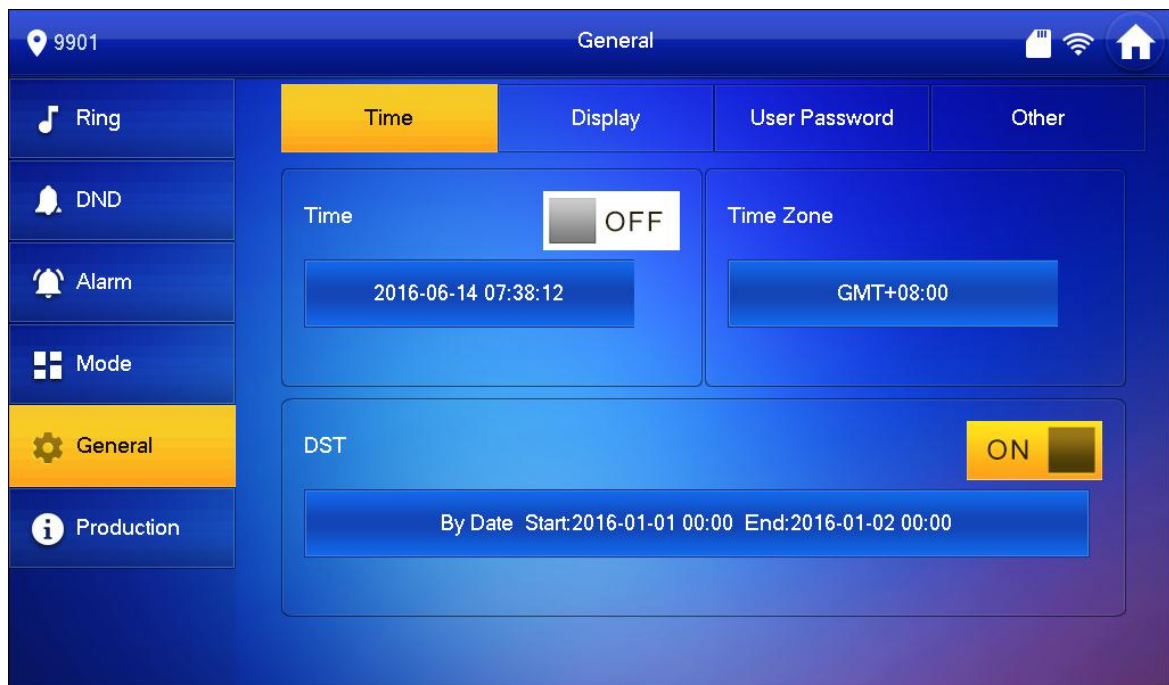 9901
General
Ring
DND
Alarm
Mode
General
Production
Time
Display
User Password
Other
Time
OFF
2016-06-14 07:38:12
Time Zone
GMT+08:00
DST
ON
By Date  Start:2016-01-01 00:00  End:2016-01-02 00:00